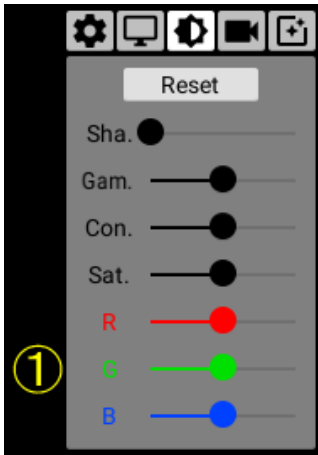 Reset
Sha.
Gam.
Con.
Sat.
R
① G
B